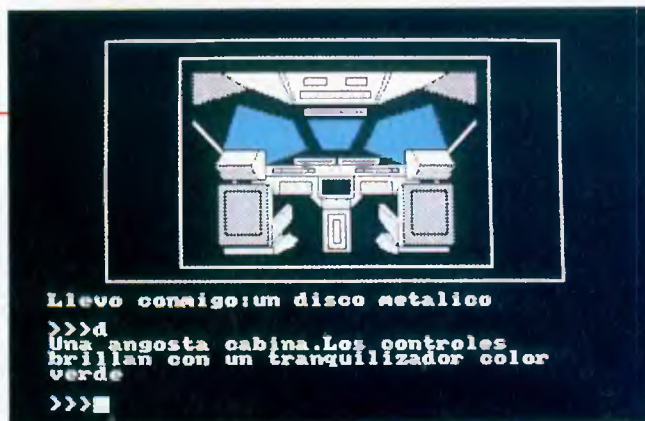 Llevo conmigo:un disco metalico
>>>d
Una angosta cabina.Los controles
brillan con un tranquilizador color
verde
>>>